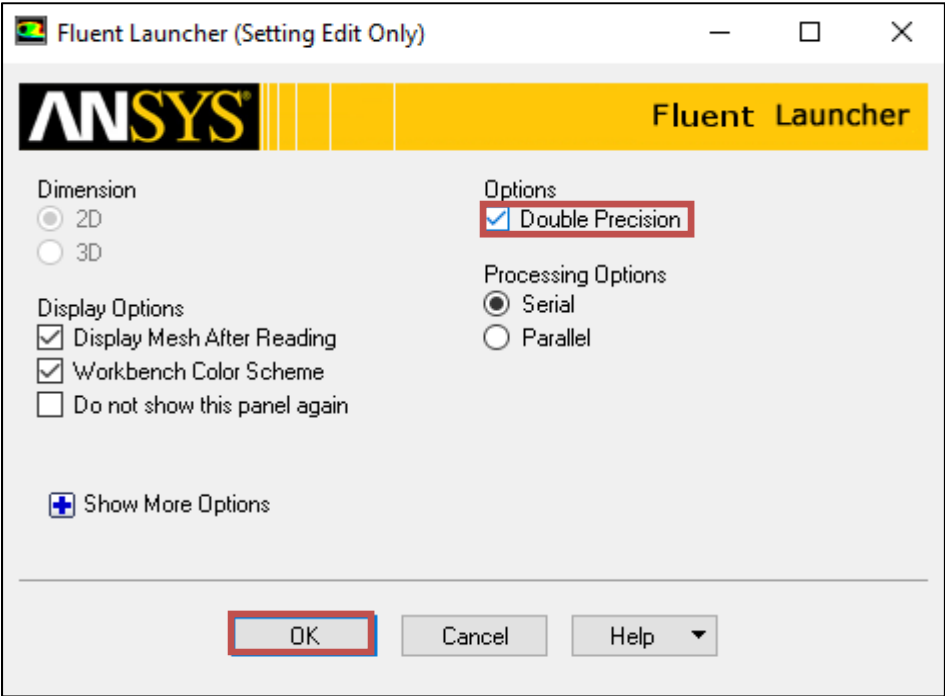 Fluent Launcher (Setting Edit Only)
ANSYS®
Fluent Launcher
Dimension
2D
3D
Display Options
Display Mesh After Reading
Workbench Color Scheme
Do not show this panel again
Options
Double Precision
Processing Options
Serial
Parallel
Show More Options
OK
Cancel
Help